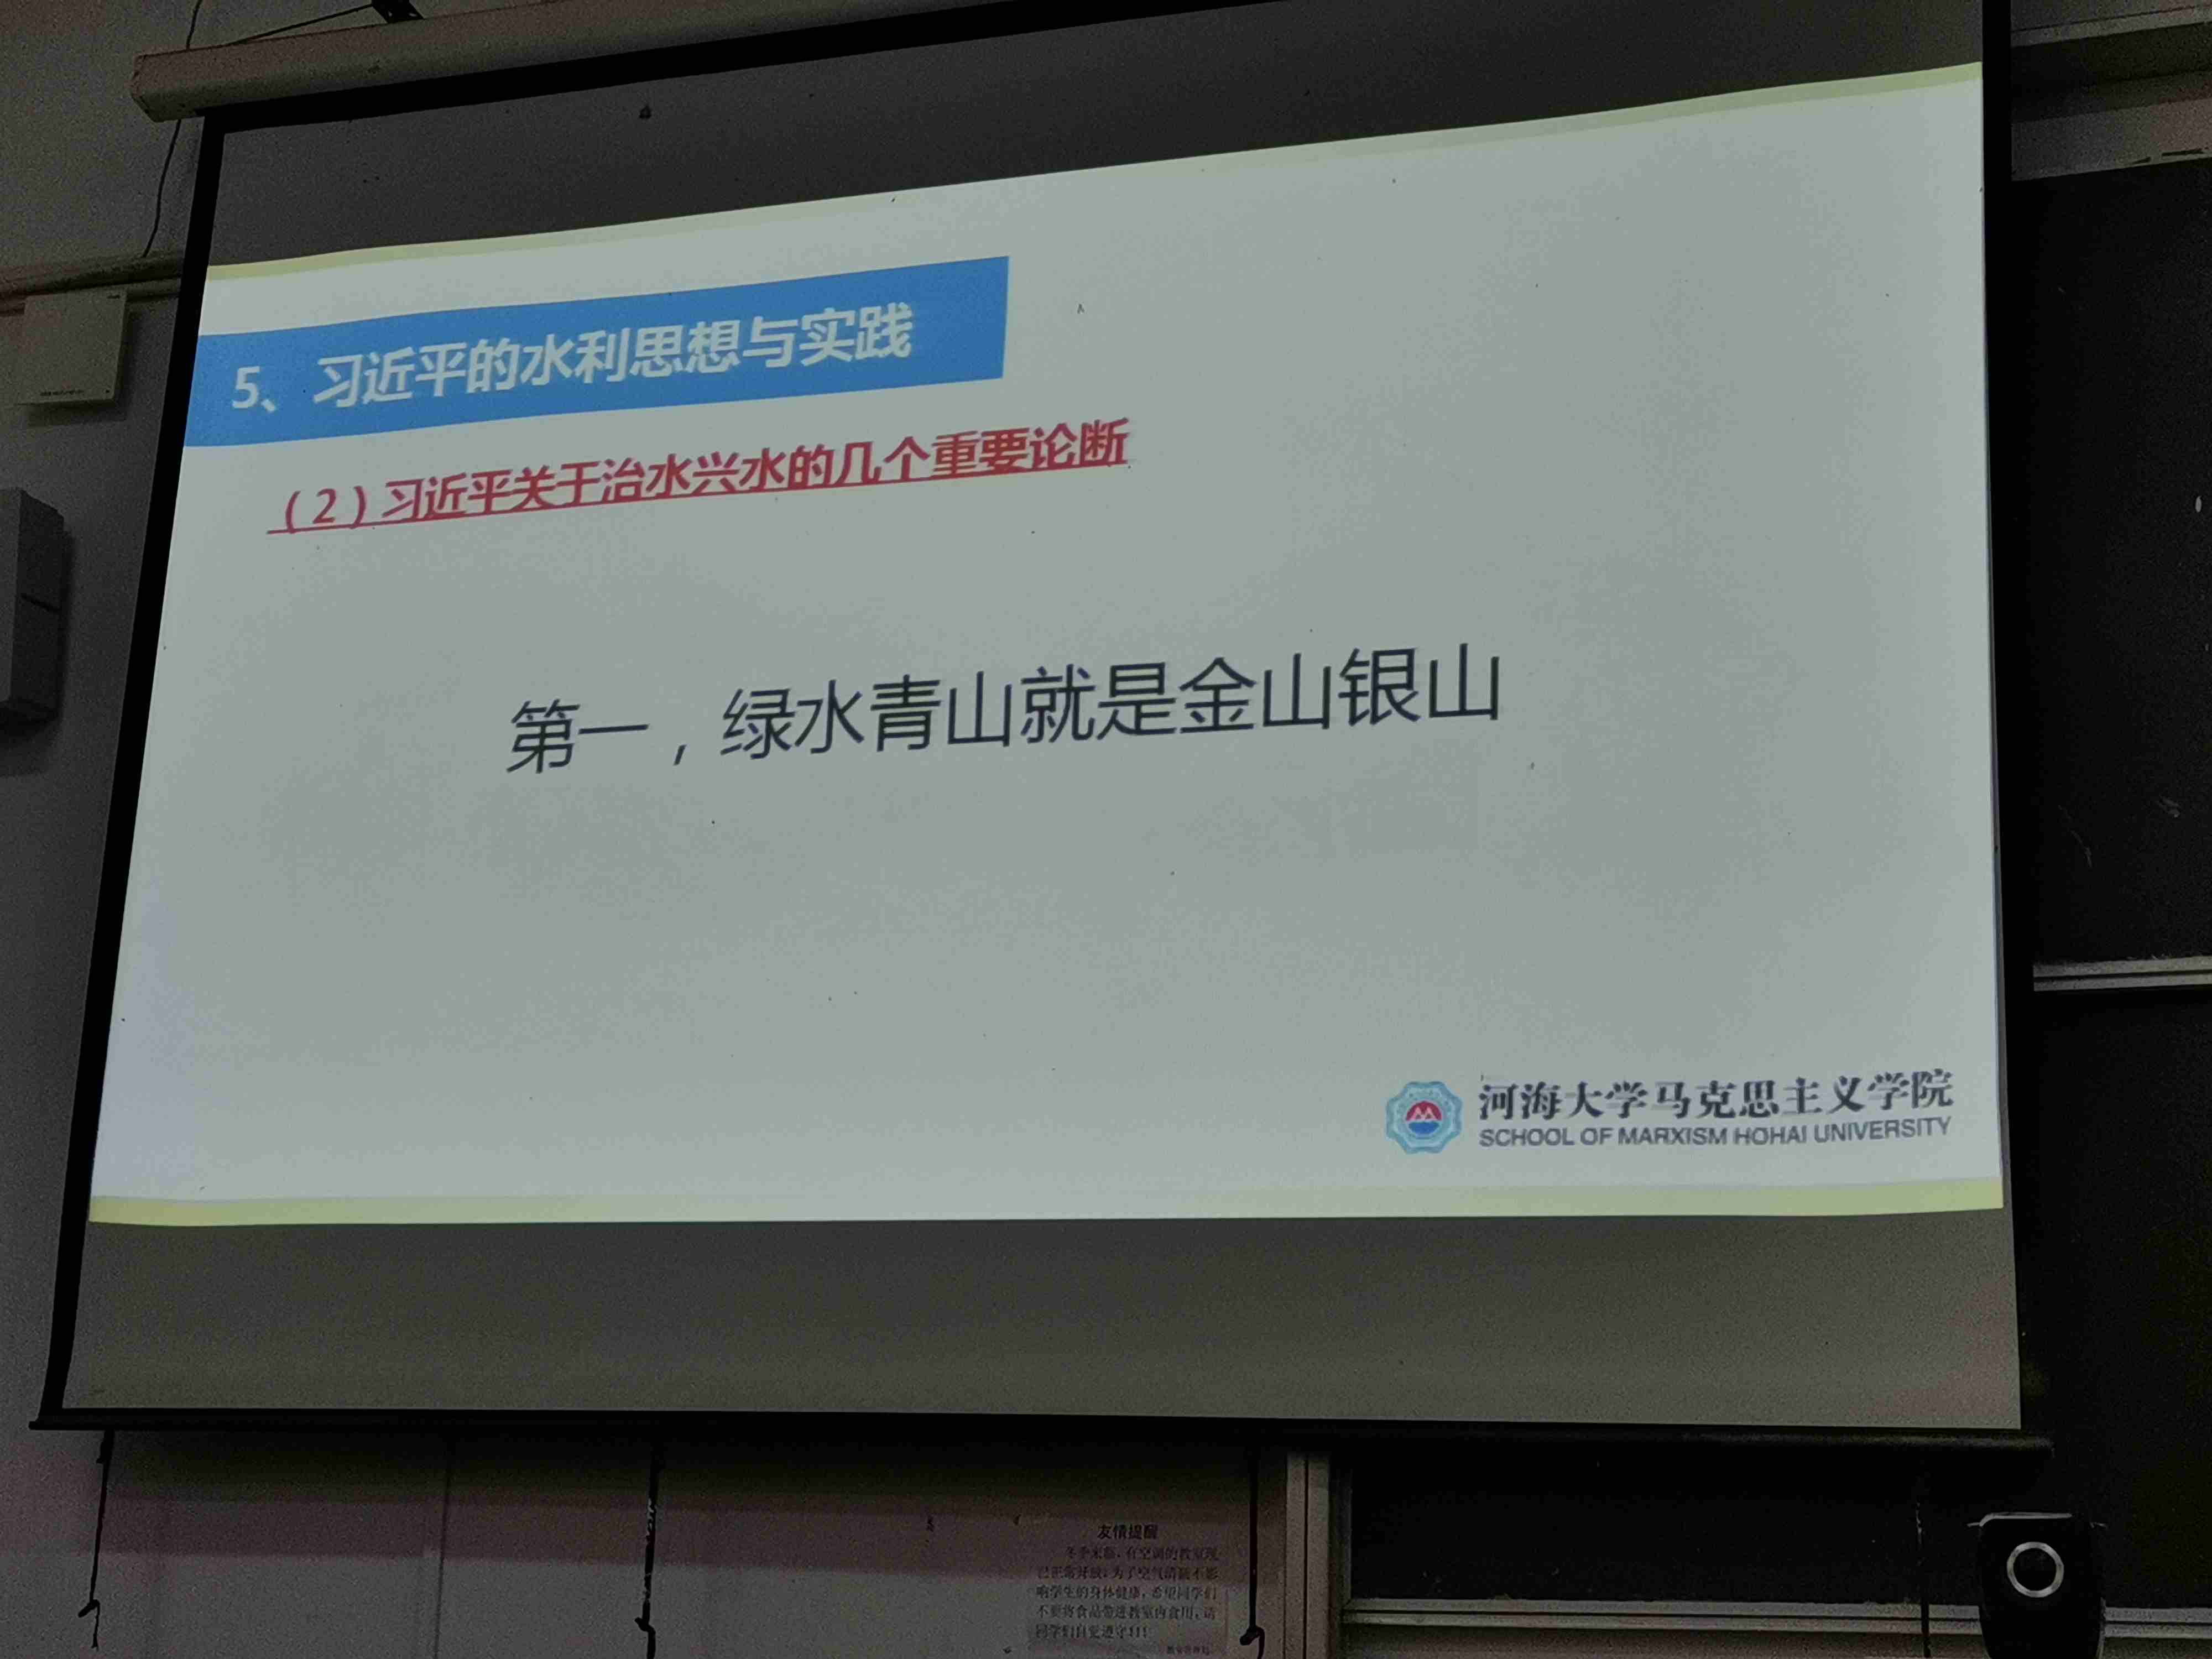 5、习近平的水利思想与实践
（2）习近平关于治水兴水的几个重要论断
第一，绿水青山就是金山银山
河海大学马克思主义学院
SCHOOL OF MARXISM HOHAI UNIVERSITY
友情提醒
冬季来临，有空调的教室现
已正常开放，为了空气清新不影
响学生的身体健康，希望同学们
不要将食品带进教室内食用，请
同学们自觉遵守!!!